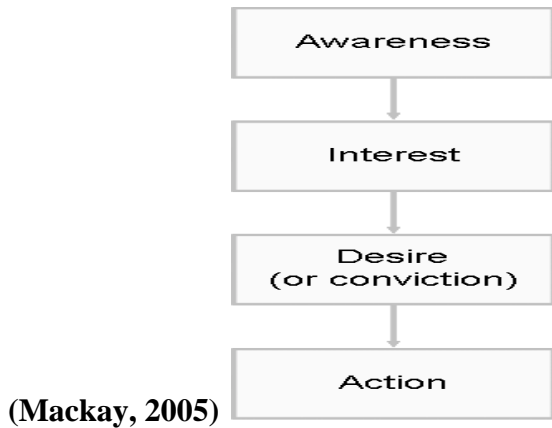 Awareness
Interest
Desire
(or conviction)
Action
(Mackay, 2005)